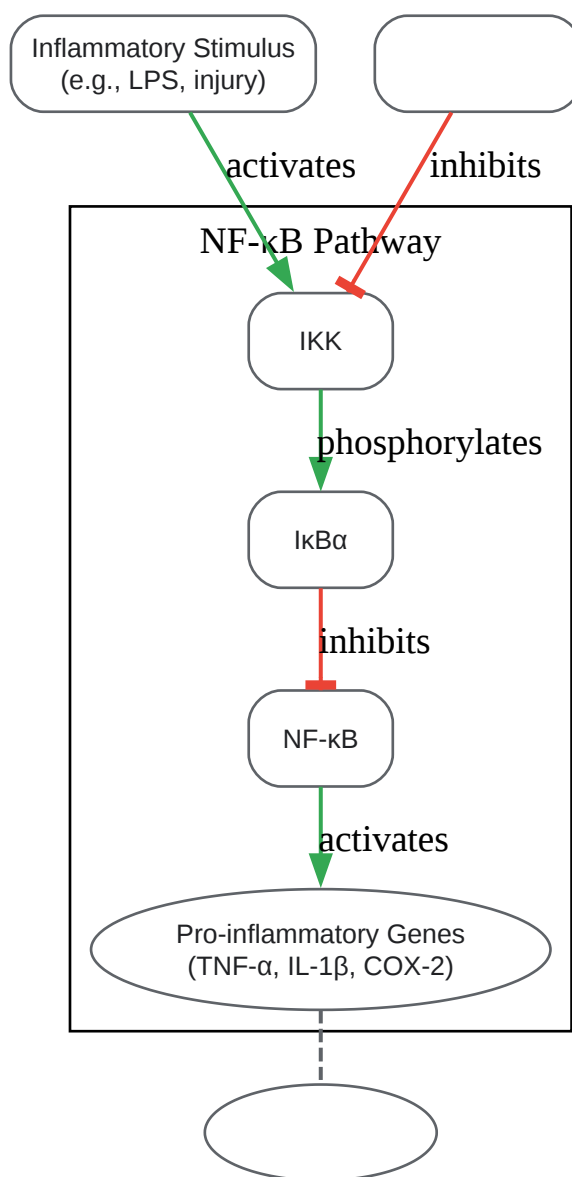 Inflammatory Stimulus
(e.g., LPS, injury)
activates
inhibits
NF-κB Pathway
IKK
phosphorylates
IκBα
inhibits
NF-κB
activates
Pro-inflammatory Genes
(TNF-α, IL-1β, COX-2)